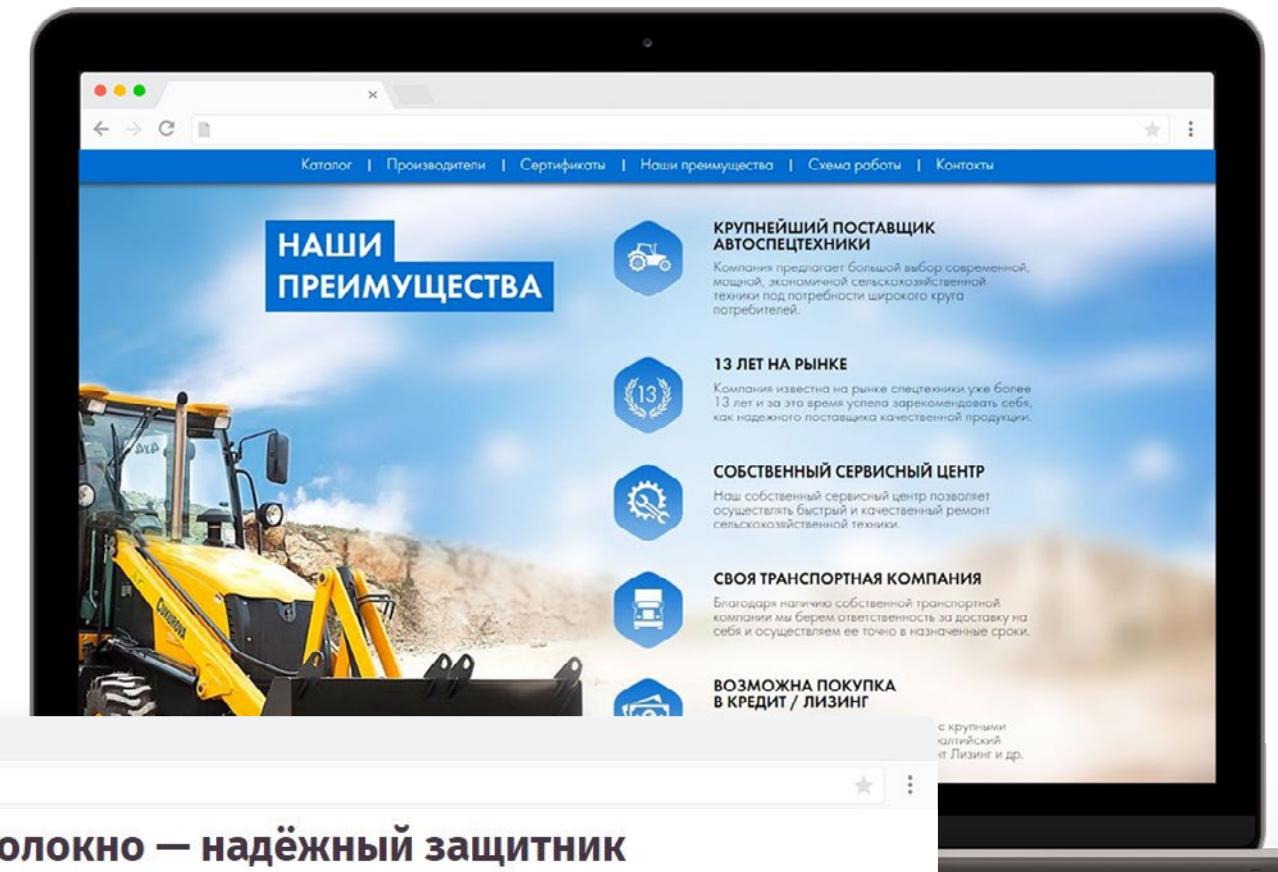 Каталог | Производители | Сертификаты | Наши преимущества | Схема работы | Контакты
НАШИ
ПРЕИМУЩЕСТВА
КРУПНЕЙШИЙ ПОСТАВЩИК
АВТОСПЕЦТЕХНИКИ
Компания предлагает большой выбор современной,
мощной, экономичной сельскохозяйственной
техники под потребности широкого круга
потребителей.
13
13 ЛЕТ НА РЫНКЕ
Компания известна на рынке спецтехники уже более
13 лет и за это время успела зарекомендовать себя,
как надежного поставщика качественной продукции.
СОБСТВЕННЫЙ СЕРВИСНЫЙ ЦЕНТР
Наш собственный сервисный центр позволяет
осуществлять быстрый и качественный ремонт
сельскохозяйственной техники.
СВОЯ ТРАНСПОРТНАЯ КОМПАНИЯ
Благодаря наличию собственной транспортной
компании мы берем ответственность за доставку на
себя и осуществляем ее точно в назначенные сроки.
ВОЗМОЖНА ПОКУПКА
В КРЕДИТ / ЛИЗИНГ
с крупными
Лизинг и др.
4x4
Cukurova
— надёжный защитник